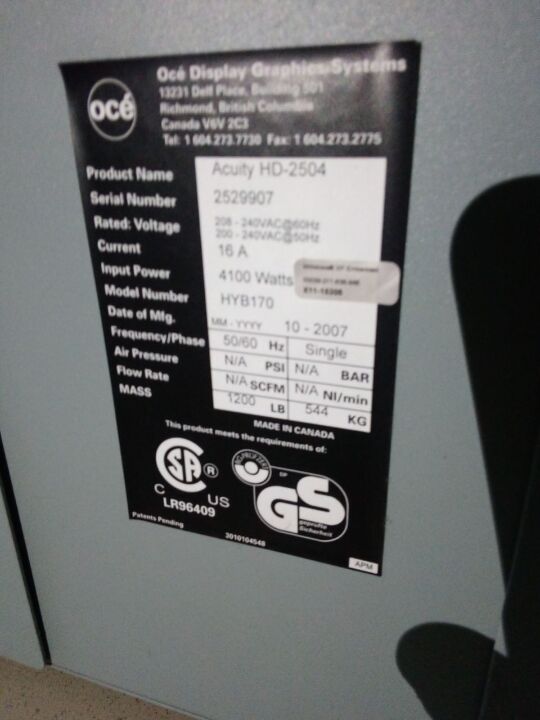 océ
Océ Display Graphics Systems
13231 Delf Place, Building 501
Richmond, British Columbia
Canada V6V 2C3
Tel: 1 604.273.7730 Fax: 1 604.273.2775
Product Name Acuity HD-2504
Serial Number 2529907
Rated: Voltage 208 - 240VAC@60Hz
200 - 240VAC@50Hz
Current 16 A
Input Power 4100 Watts
Model Number HYB170
Date of Mfg. MM - YYYY 10 - 2007
Frequency/Phase 50/60 Hz Single
Air Pressure N/A PSI N/A BAR
Flow Rate N/A SCFM N/A Nl/min
MASS 1200 LB 544 KG
MADE IN CANADA
This product meets the requirements of:
SA ®
C US
LR96409
GS
geprüfte
Sicherheit
Patents Pending
3010104548
APM